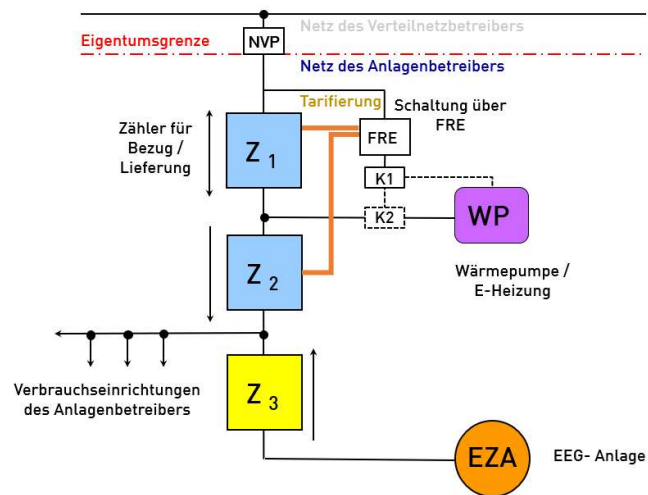 Netz des Verteilnetzbetreibers
Eigentumsgrenze
NVP
Netz des Anlagenbetreibers
Tarifierung
Schaltung über
FRE
Zähler für
Bezug /
Lieferung
Z 1
FRE
K1
K2
WP
Z 2
Wärmepumpe /
E-Heizung
Verbrauchseinrichtungen
des Anlagenbetreibers
Z 3
EZA
EEG- Anlage